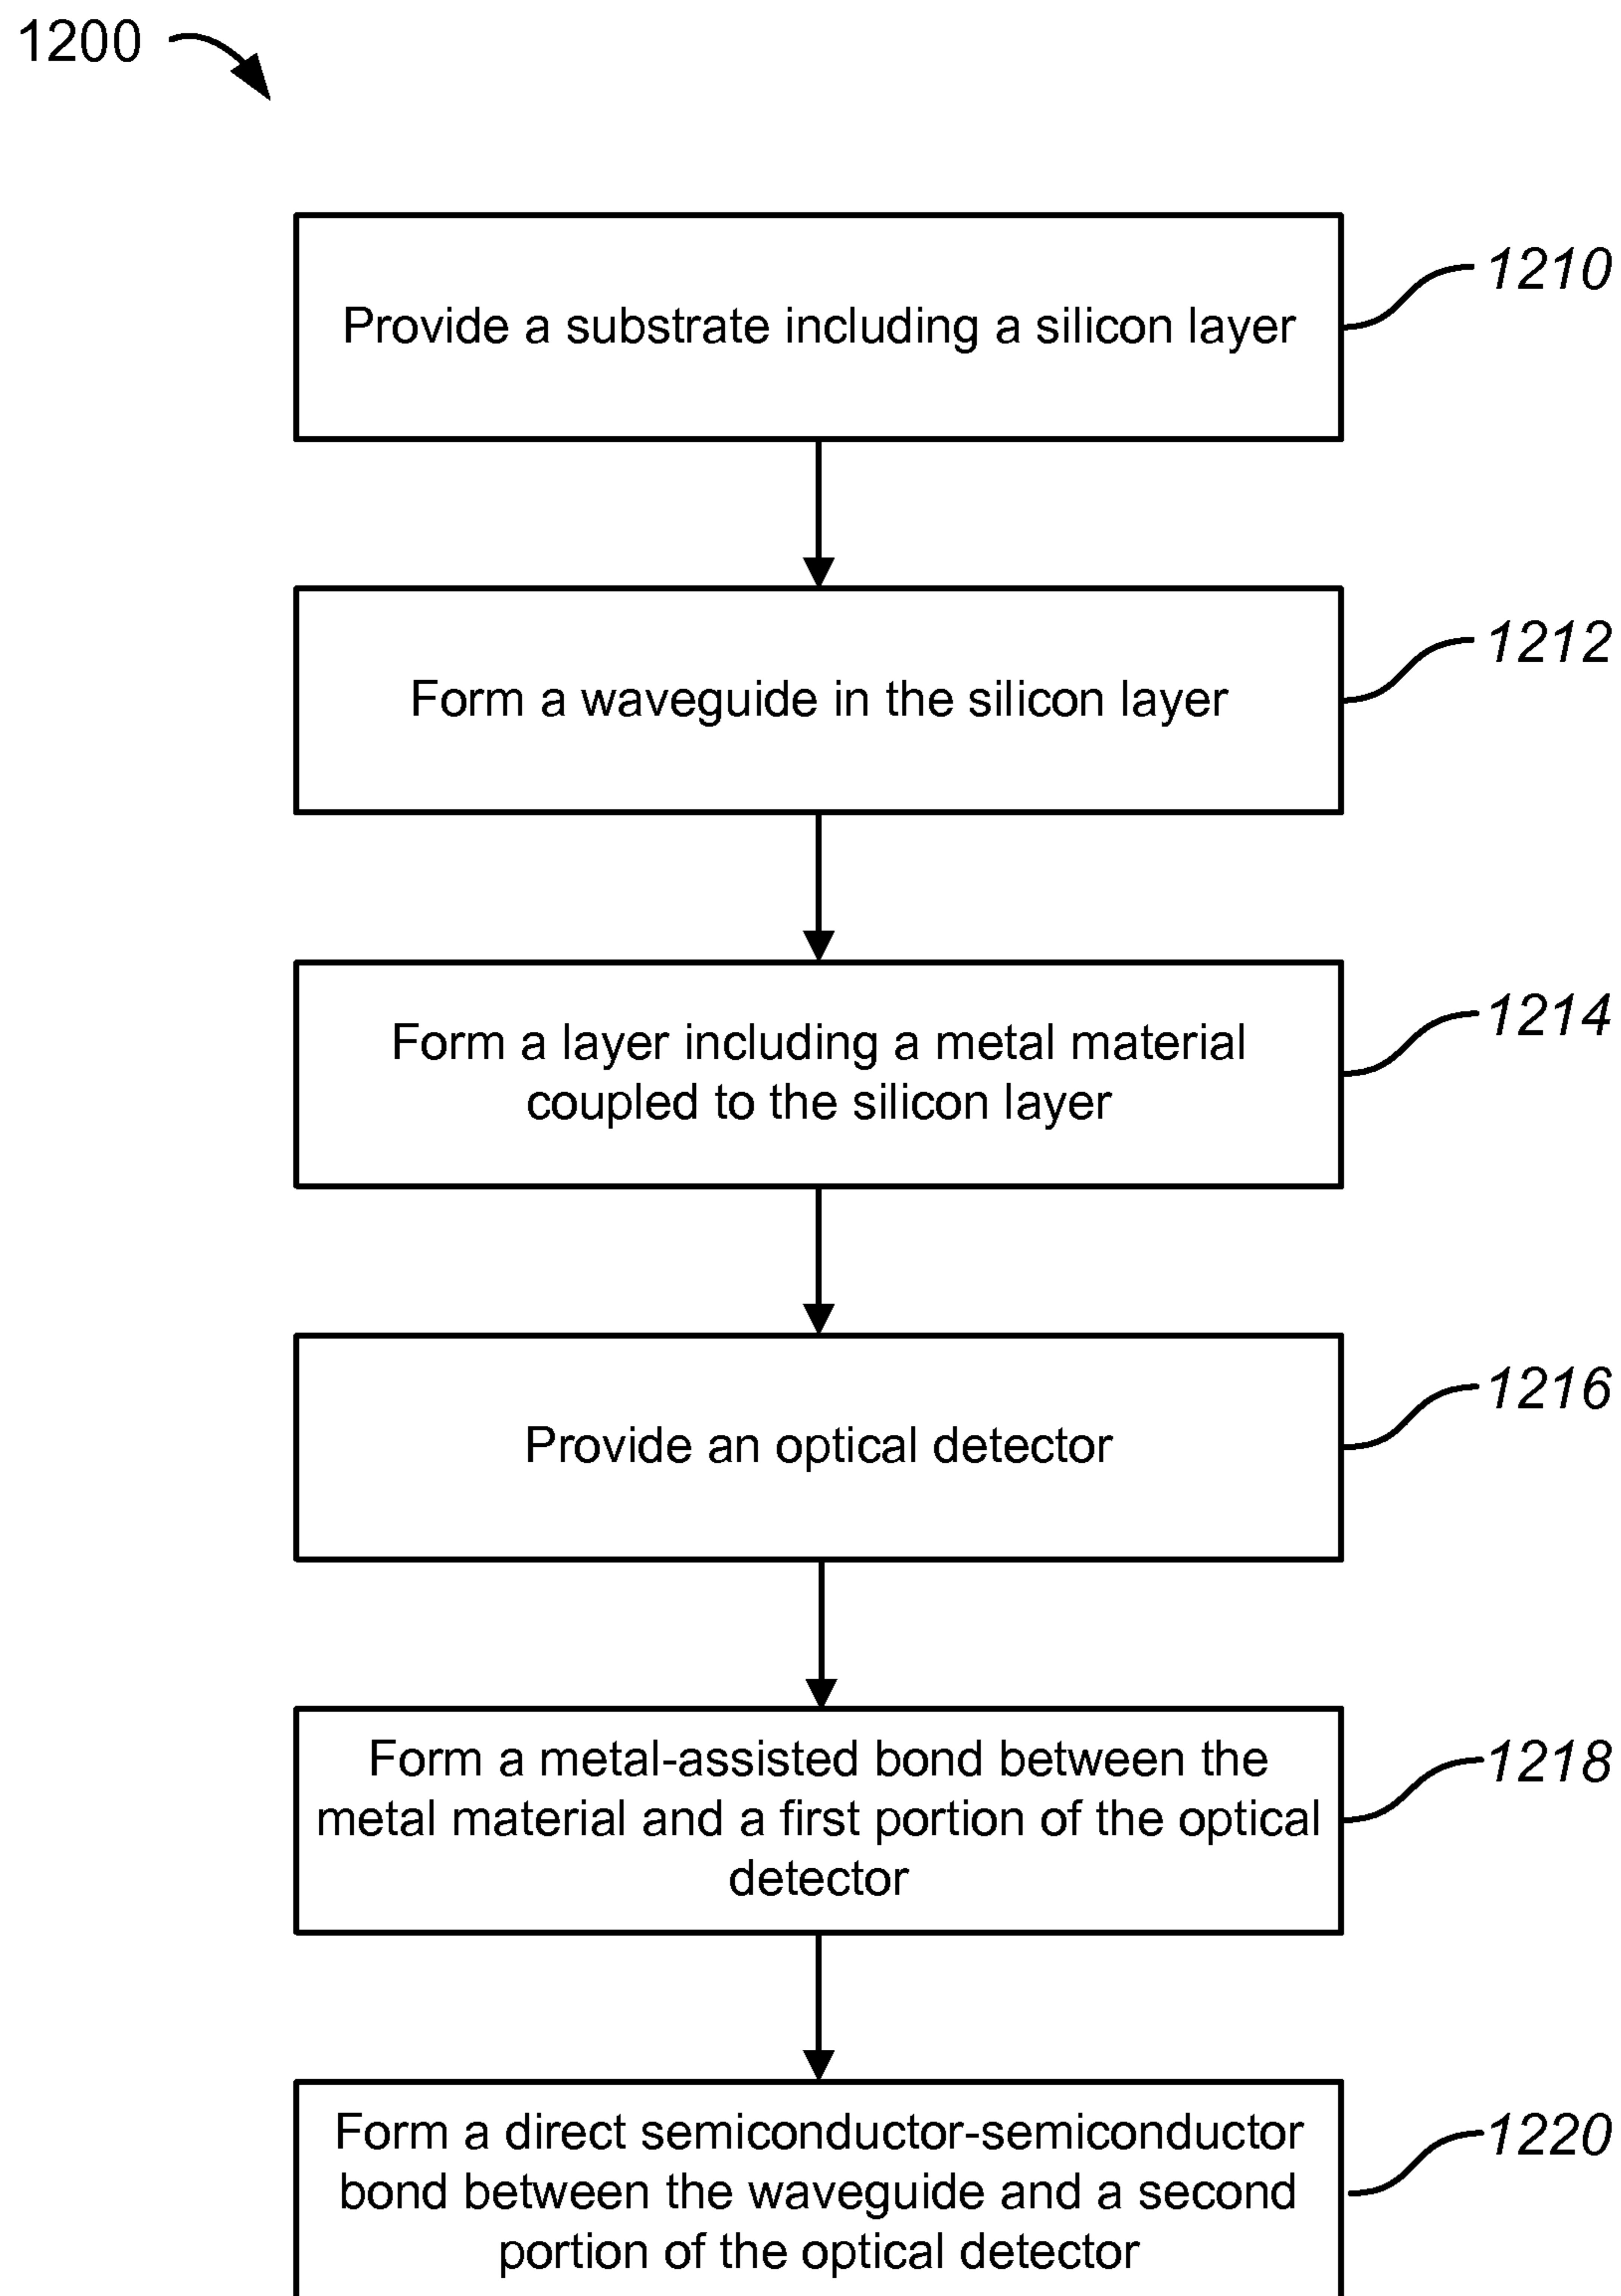 1200
Provide a substrate including a silicon layer
1210
Form a waveguide in the silicon layer
1212
Form a layer including a metal material
coupled to the silicon layer
1214
Provide an optical detector
1216
Form a metal-assisted bond between the
metal material and a first portion of the optical
detector
1218
Form a direct semiconductor-semiconductor
bond between the waveguide and a second
portion of the optical detector
1220